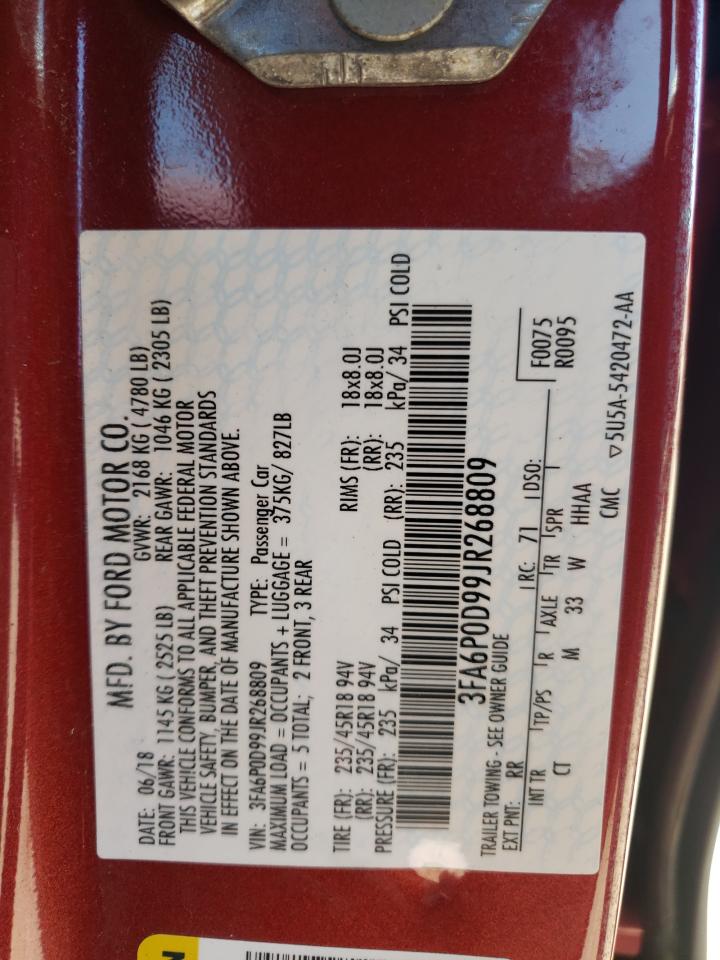 MFD. BY FORD MOTOR CO.
DATE: 06/18 GVWR: 2168 KG ( 4780 LB)
FRONT GAWR: 1145 KG ( 2525 LB) REAR GAWR: 1046 KG ( 2305 LB)
THIS VEHICLE CONFORMS TO ALL APPLICABLE FEDERAL MOTOR
VEHICLE SAFETY, BUMPER, AND THEFT PREVENTION STANDARDS
IN EFFECT ON THE DATE OF MANUFACTURE SHOWN ABOVE.
VIN: 3FA6P0D99JR268809 TYPE: Passenger Car
MAXIMUM LOAD = OCCUPANTS + LUGGAGE = 375KG/ 827LB
OCCUPANTS = 5 TOTAL; 2 FRONT, 3 REAR
TIRE (FR): 235/45R18 94V RIMS (FR): 18x8.0J
(RR): 235/45R18 94V (RR): 18x8.0J
PRESSURE (FR): 235 kPa/ 34 PSI COLD (RR): 235 kPa/ 34 PSI COLD
3FA6P0D99JR268809
TRAILER TOWING - SEE OWNER GUIDE F0075
EXT PNT: RR RC: 71 DSO: R0095
INT TR TP/PS R AXLE TR SPR
CT M 33 W HHAA
CMC ▽5U5A-5420472-AA
N